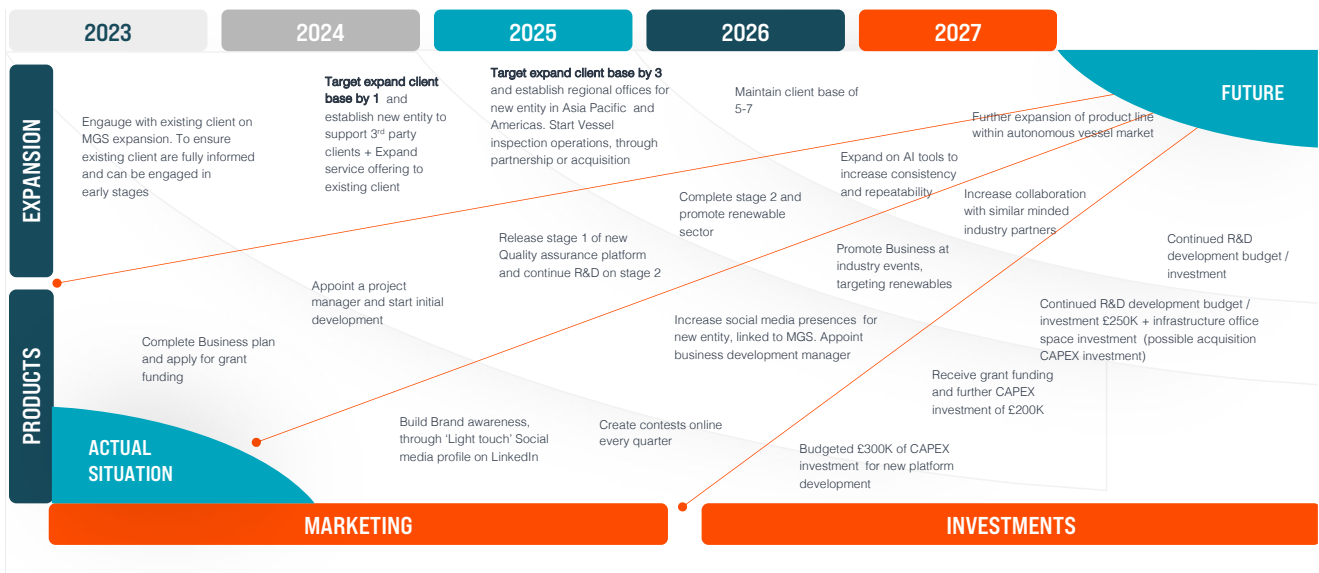 2023
2024
2025
2026
2027
FUTURE
EXPANSION
Engauge with existing client on
MGS expansion. To ensure
existing client are fully informed
and can be engaged in
early stages
Target expand client
base by 1 and
establish new entity to
support 3rd party
clients + Expand
service offering to
existing client
Target expand client base by 3
and establish regional offices for
new entity in Asia Pacific and
Americas. Start Vessel
inspection operations, through
partnership or acquisition
Maintain client base of
5-7
Further expansion of product line
within autonomous vessel market
PRODUCTS
Complete Business plan
and apply for grant
funding
Appoint a project
manager and start initial
development
Release stage 1 of new
Quality assurance platform
and continue R&D on stage 2
Complete stage 2 and
promote renewable
sector
Expand on AI tools to
increase consistency
and repeatability
Increase collaboration
with similar minded
industry partners
ACTUAL
SITUATION
Build Brand awareness,
through ‘Light touch’ Social
media profile on LinkedIn
Create contests online
every quarter
Increase social media presences for
new entity, linked to MGS. Appoint
business development manager
Promote Business at
industry events,
targeting renewables
Budgeted £300K of CAPEX
investment for new platform
development
Receive grant funding
and further CAPEX
investment of £200K
Continued R&D development budget /
investment £250K + infrastructure office
space investment (possible acquisition
CAPEX investment)
Continued R&D
development budget /
investment
MARKETING
INVESTMENTS